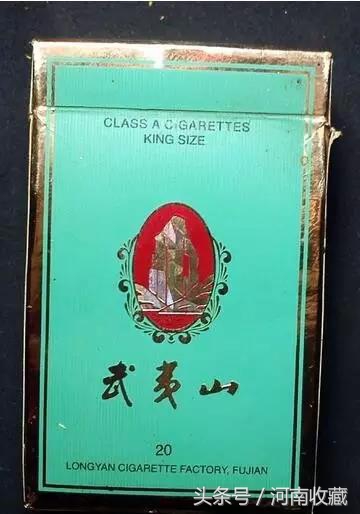 CLASS A CIGARETTES
KING SIZE
武夷山
20
LONGYAN CIGARETTE FACTORY, FUJIAN
头条号／河南收藏